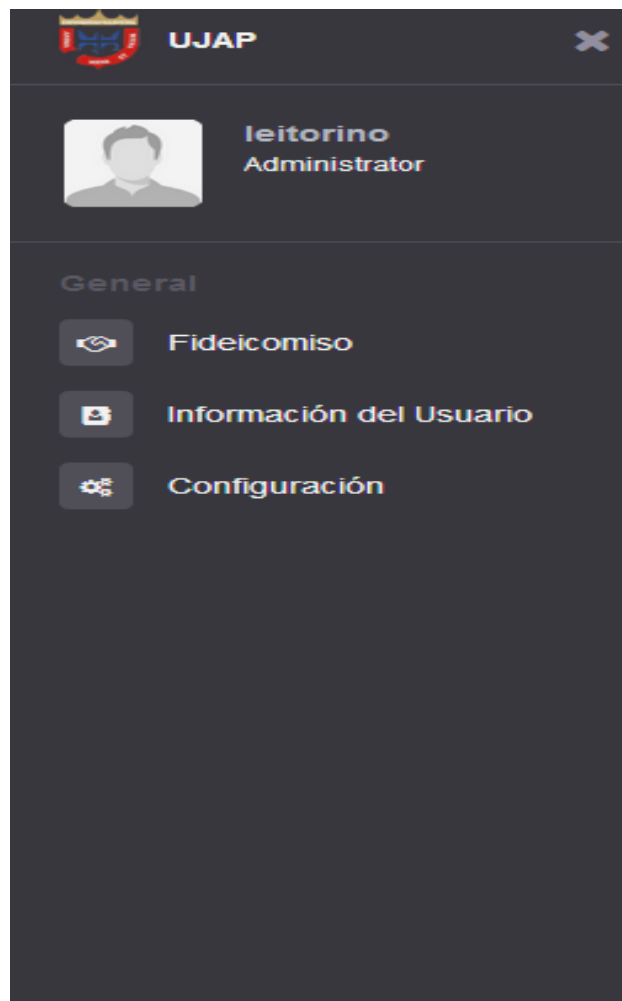 UJAP
leitorino
Administrator
General
Fideicomiso
Información del Usuario
Configuración